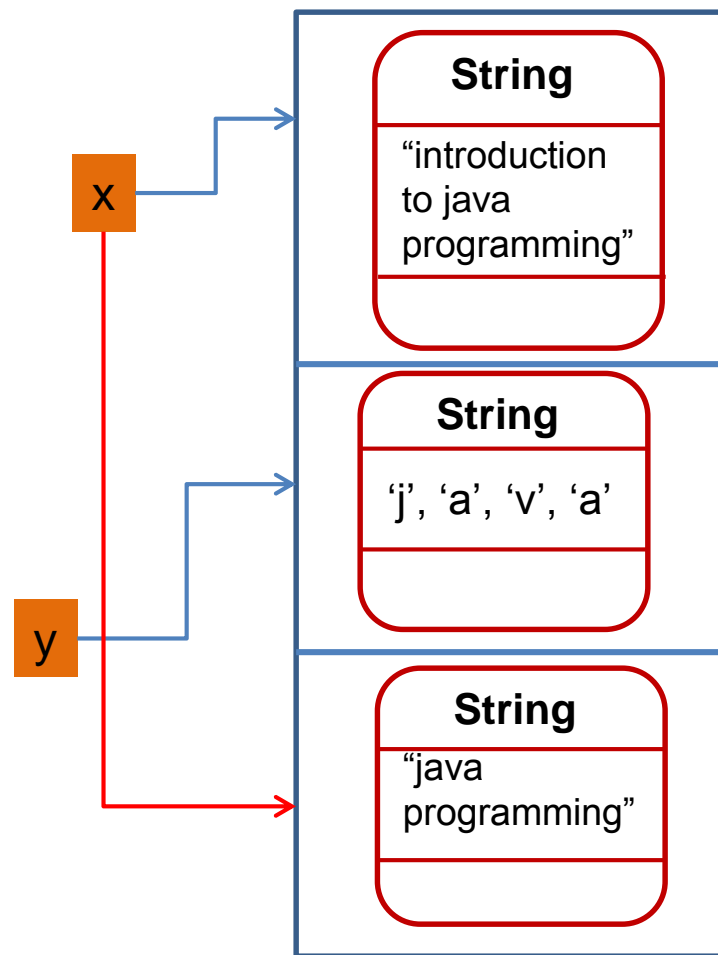 String
“introduction
to java
programming”
x
String
‘j’, ‘a’, ‘v’, ‘a’
y
String
“java
programming”